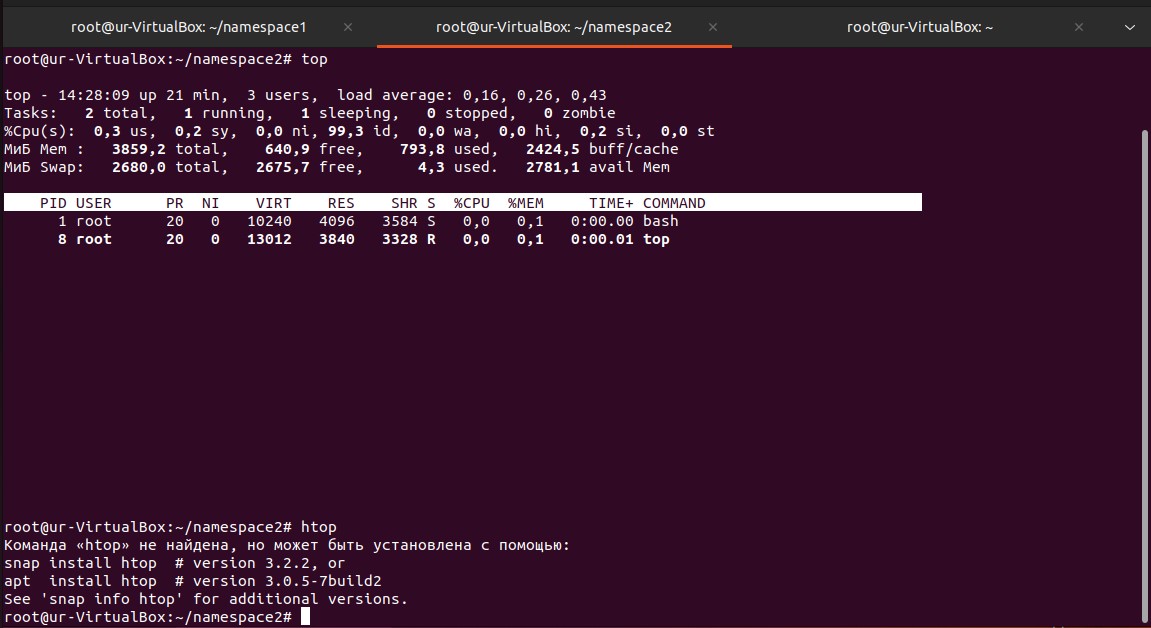 root@ur-VirtualBox: ~/namespace1 × root@ur-VirtualBox: ~/namespace2 × root@ur-VirtualBox: ~ ×
root@ur-VirtualBox:~/namespace2# top
top - 14:28:09 up 21 min,  3 users,  load average: 0,16, 0,26, 0,43
Tasks:   2 total,   1 running,   1 sleeping,   0 stopped,   0 zombie
%Cpu(s):  0,3 us,  0,2 sy,  0,0 ni, 99,3 id,  0,0 wa,  0,0 hi,  0,2 si,  0,0 st
МиБ Mem :   3859,2 total,    640,9 free,    793,8 used,   2424,5 buff/cache
МиБ Swap:   2680,0 total,   2675,7 free,      4,3 used.   2781,1 avail Mem
PID USER      PR  NI    VIRT    RES    SHR S  %CPU  %MEM     TIME+ COMMAND
1 root      20   0   10240   4096   3584 S   0,0   0,1   0:00.00 bash
8 root      20   0   13012   3840   3328 R   0,0   0,1   0:00.01 top
root@ur-VirtualBox:~/namespace2# htop
Команда «htop» не найдена, но может быть установлена с помощью:
snap install htop  # version 3.2.2, or
apt  install htop  # version 3.0.5-7build2
See 'snap info htop' for additional versions.
root@ur-VirtualBox:~/namespace2#